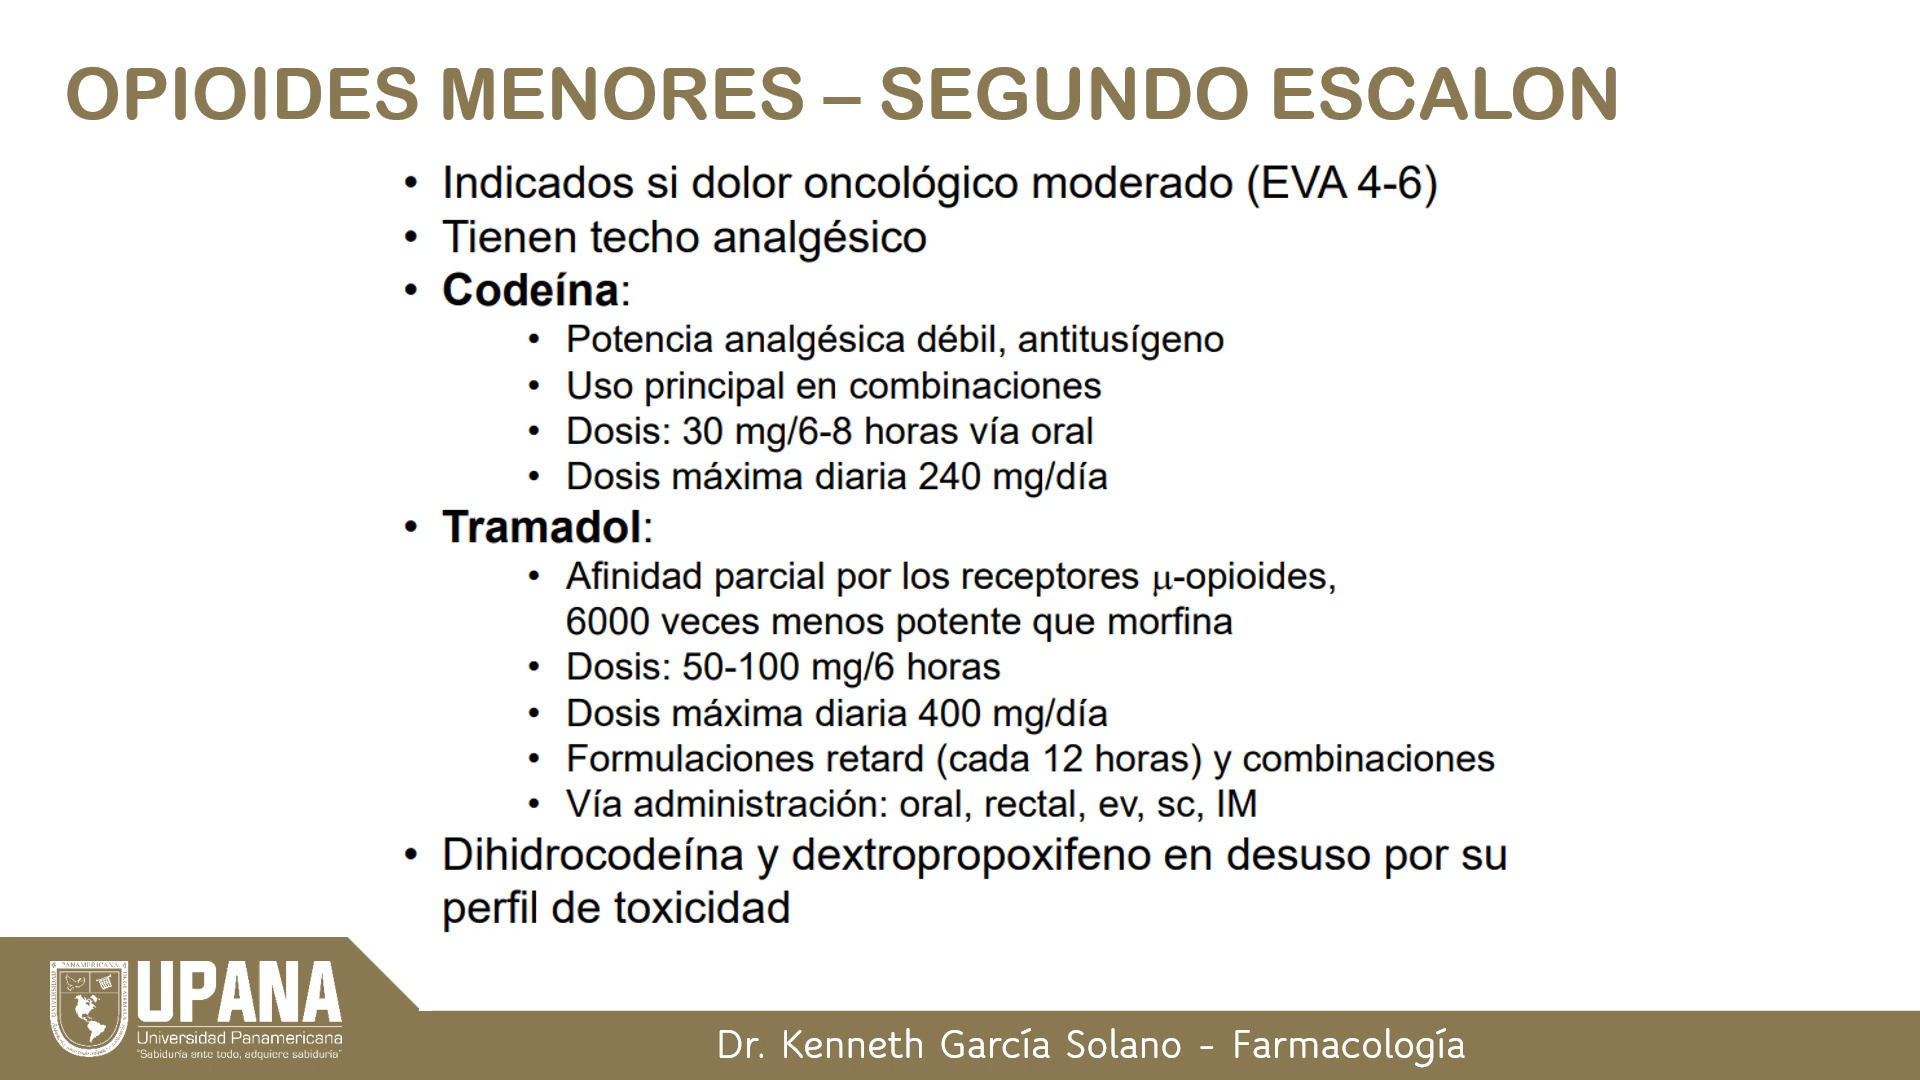 OPIOIDES MENORES – SEGUNDO ESCALON
• Indicados si dolor oncológico moderado (EVA 4-6)
• Tienen techo analgésico
• Codeína:
• Potencia analgésica débil, antitusígeno
• Uso principal en combinaciones
• Dosis: 30 mg/6-8 horas vía oral
• Dosis máxima diaria 240 mg/día
• Tramadol:
• Afinidad parcial por los receptores µ-opioides,
6000 veces menos potente que morfina
• Dosis: 50-100 mg/6 horas
• Dosis máxima diaria 400 mg/día
• Formulaciones retard (cada 12 horas) y combinaciones
• Vía administración: oral, rectal, ev, sc, IM
• Dihidrocodeína y dextropropoxifeno en desuso por su
perfil de toxicidad
UPANA
Universidad Panamericana
"Sabiduría ante todo, adquiere sabiduría"
Dr. Kenneth García Solano - Farmacología